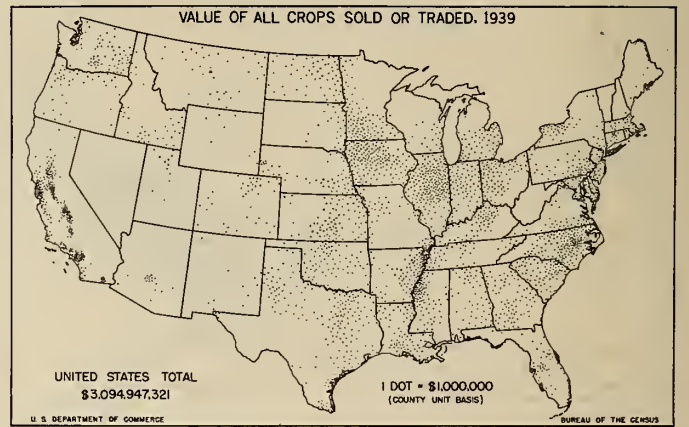 VALUE OF ALL CROPS SOLD OR TRADED, 1939
UNITED STATES TOTAL
$3,094,947,321
1 DOT = $1,000,000
(COUNTY UNIT BASIS)
U. S. DEPARTMENT OF COMMERCE
BUREAU OF THE CENSUS